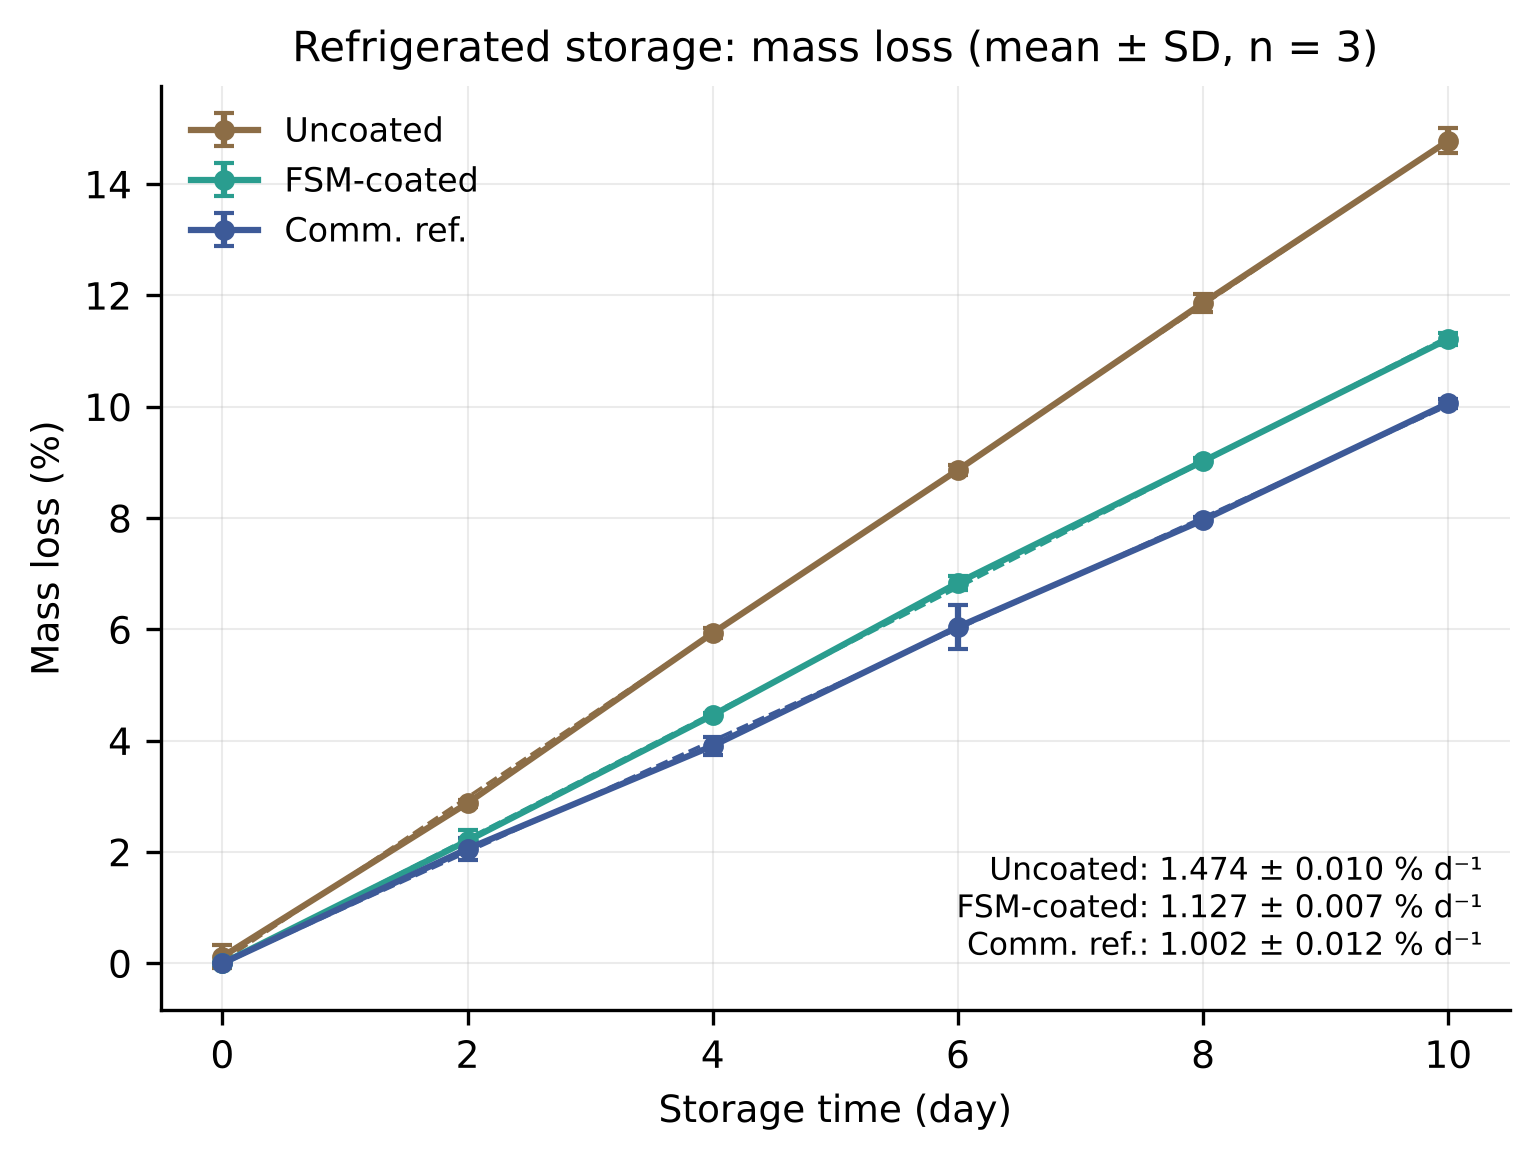 Refrigerated storage: mass loss (mean ± SD, n = 3)
Uncoated
FSM-coated
Comm. ref.
14
12
10
8
6
4
2
0
Mass loss (%)
Uncoated: 1.474 ± 0.010 % d⁻¹
FSM-coated: 1.127 ± 0.007 % d⁻¹
Comm. ref.: 1.002 ± 0.012 % d⁻¹
0 2 4 6 8 10
Storage time (day)